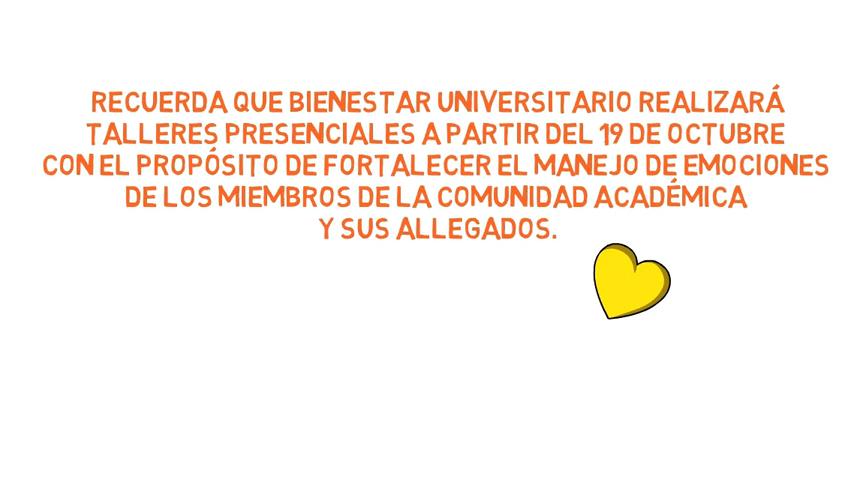 RECUERDA QUE BIENESTAR UNIVERSITARIO REALIZARÁ
TALLERES PRESENCIALES A PARTIR DEL 19 DE OCTUBRE
CON EL PROPÓSITO DE FORTALECER EL MANEJO DE EMOCIONES
DE LOS MIEMBROS DE LA COMUNIDAD ACADÉMICA
Y SUS ALLEGADOS.